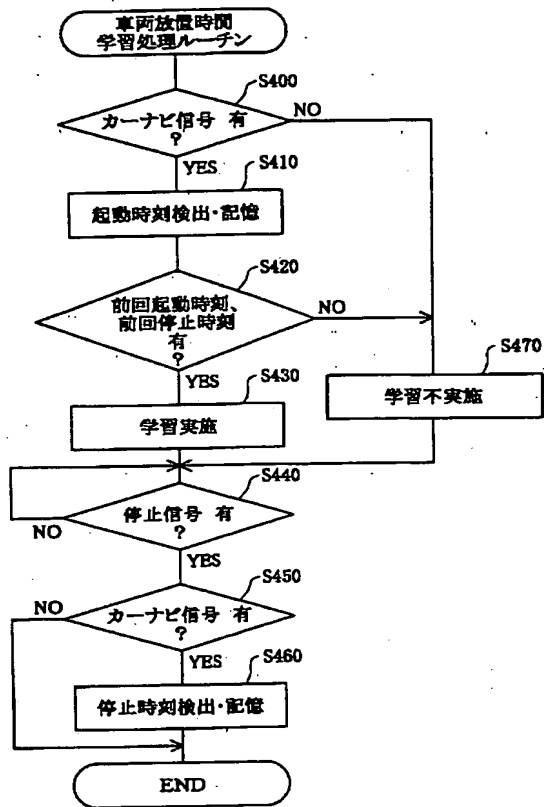 車両放置時間
学習処理ルーチン
S400
カーナビ信号 有
?
NO
YES
S410
起動時刻検出・記憶
S420
前回起動時刻、
前回停止時刻
有
?
NO
YES
S430
学習実施
S470
学習不実施
S440
停止信号 有
?
NO
YES
S450
カーナビ信号 有
?
NO
YES
S460
停止時刻検出・記憶
END